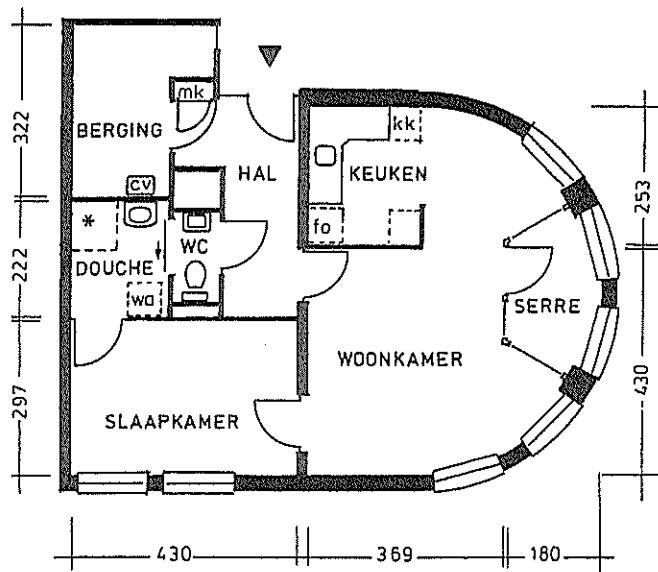 mk
BERGING
322
kk
HAL
KEUKEN
253
CV
*
fo
WC
222
DOUCHE
wa
SERRE
WOONKAMER
430
297
SLAAPKAMER
430
369
180